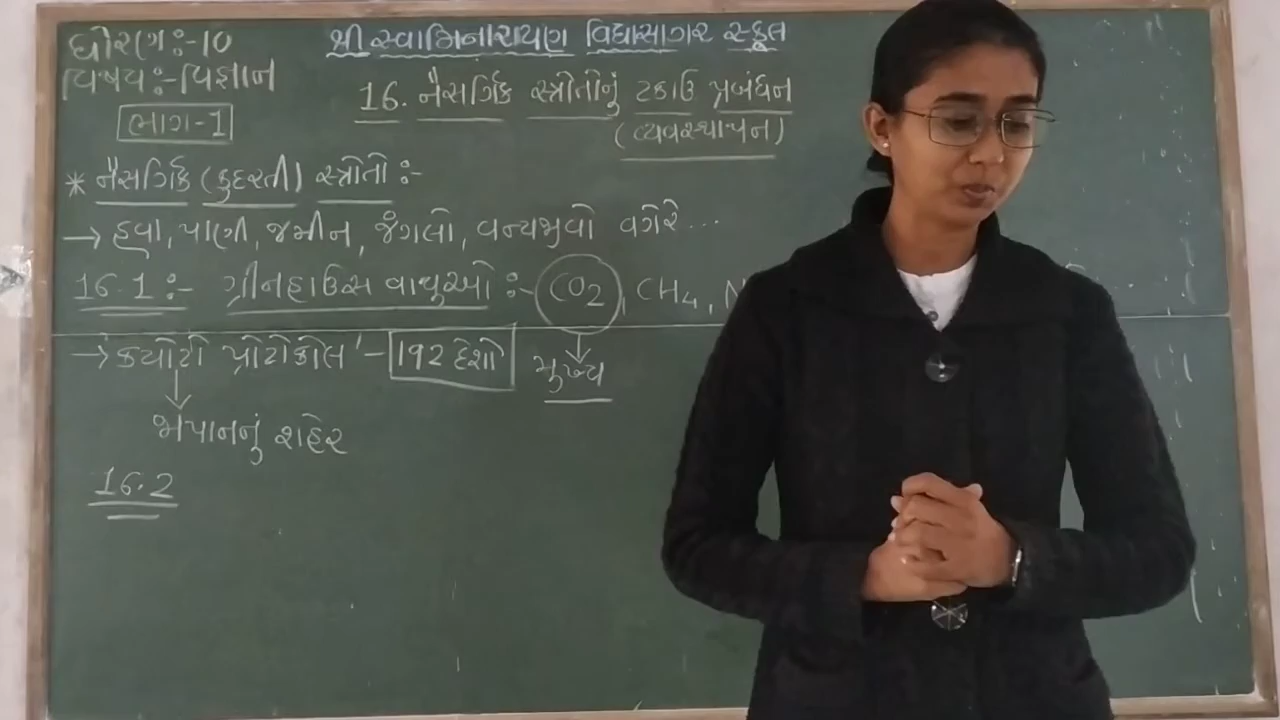 ધોરણ:-10
શ્રી સ્વામિનારાયણ વિદ્યાસાગર સ્કૂલ
વિષય:-વિજ્ઞાન
16. નૈસર્ગિક સ્ત્રોતોનું ટકાઉ પ્રબંધન
ભાગ-1
(વ્યવસ્થાપન)
* નૈસર્ગિક (કુદરતી) સ્ત્રોતો:-
→ હવા, પાણી, જમીન, જંગલો, વન્યજીવો વગેરે...
16.1:- ગ્રીનહાઉસ વાયુઓ:- CO2, CH4, N
→ ક્યોટો પ્રોટોકોલ - 192 દેશો મુખ્ય
જાપાનનું શહેર
16.2